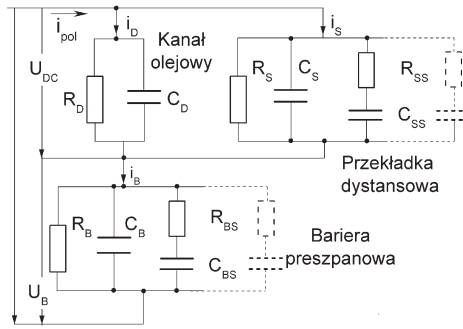 i_pol
i_D
Kanał
olejowy
i_S
U_DC
R_D
C_D
R_S
C_S
R_SS
C_SS
Przekładka
dystansowa
i_B
R_B
C_B
R_BS
C_BS
Bariera
preszpanowa
U_B